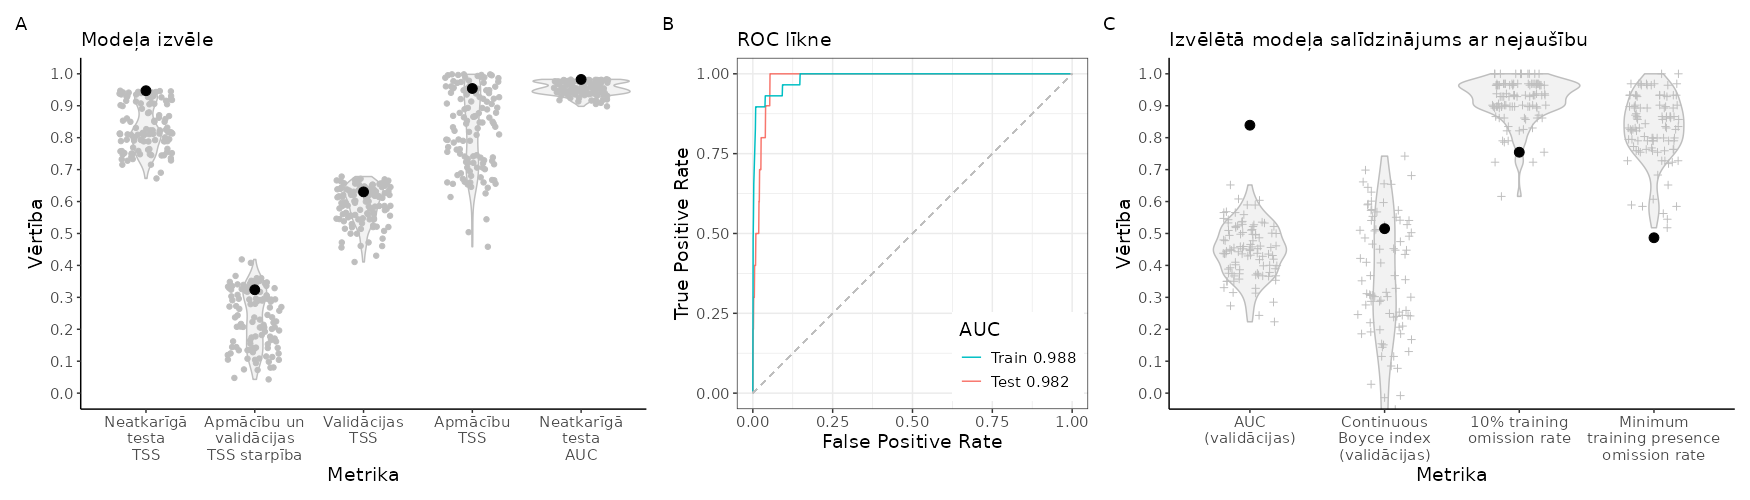 A
Modeļa izvēle
Vērtība
1.0
0.9
0.8
0.7
0.6
0.5
0.4
0.3
0.2
0.1
0.0
Neatkarīgā
testa
TSS
Apmācību un
validācijas
TSS starpība
Validācijas
TSS
Apmācību
TSS
Neatkarīgā
testa
AUC
Metrika
B
ROC līkne
True Positive Rate
1.00
0.75
0.50
0.25
0.00
AUC
Train 0.988
Test 0.982
0.00
0.25
0.50
0.75
1.00
False Positive Rate
C
Izvēlētā modeļa salīdzinājums ar nejaušību
Vērtība
1.0
0.9
0.8
0.7
0.6
0.5
0.4
0.3
0.2
0.1
0.0
AUC
(validācijas)
Continuous
Boyce index
(validācijas)
10% training
omission rate
Minimum
training presence
omission rate
Metrika